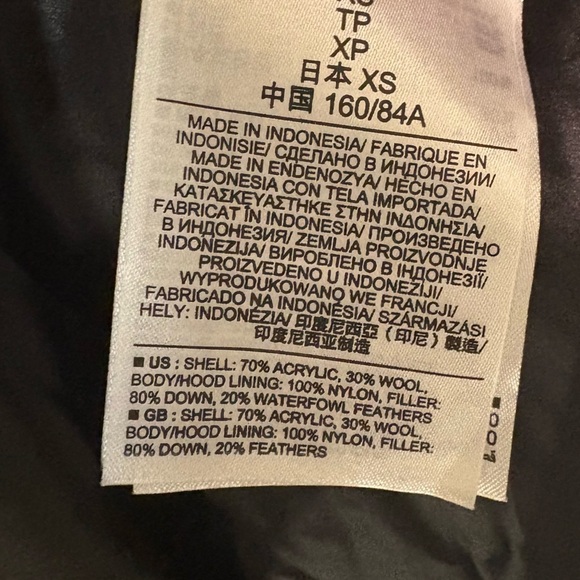 XS
TP
XP
日本 XS
中国 160/84A
MADE IN INDONESIA/ FABRIQUE EN
INDONISIE/ СДЕЛАНО В ИНДОНЕЗИИ/
MADE IN ENDENOZYA/ HECHO EN
INDONESIA CON TELA IMPORTADA/
ΚΑΤΑΣΚΕΥΑΣΤΗΚΕ ΣΤΗΝ ΙΝΔΟΝΗΣΙΑ/
FABRICAT ÎN INDONESIA/ ПРОИЗВЕДЕНО
В ИНДОНЕЗИЯ/ ZEMLJA PROIZVODNJE
INDONEZIJA/ ВИРОБЛЕНО В ІНДОНЕЗІЇ/
PROIZVEDENO U INDONEZIJI/
WYPRODUKOWANO WE FRANCJI/
FABRICADO NA INDONÉSIA/ SZÁRMAZÁSI
HELY: INDONÉZIA/ 印度尼西亞（印尼）製造/
印度尼西亚制造
■ US : SHELL: 70% ACRYLIC, 30% WOOL,
BODY/HOOD LINING: 100% NYLON, FILLER:
80% DOWN, 20% WATERFOWL FEATHERS
■ GB : SHELL: 70% ACRYLIC, 30% WOOL,
BODY/HOOD LINING: 100% NYLON, FILLER:
80% DOWN, 20% FEATHERS